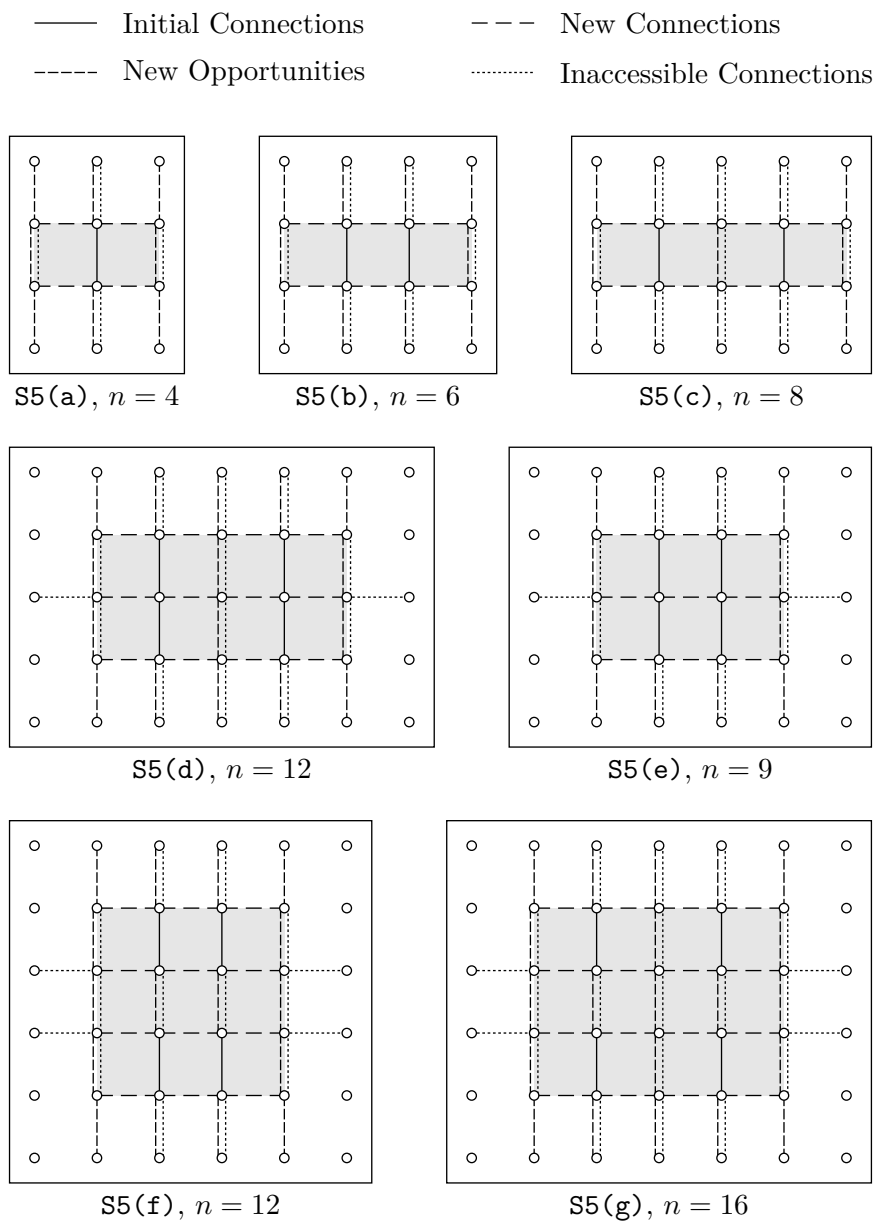 Initial Connections
New Connections
New Opportunities
Inaccessible Connections
S5(a), n = 4
S5(b), n = 6
S5(c), n = 8
S5(d), n = 12
S5(e), n = 9
S5(f), n = 12
S5(g), n = 16